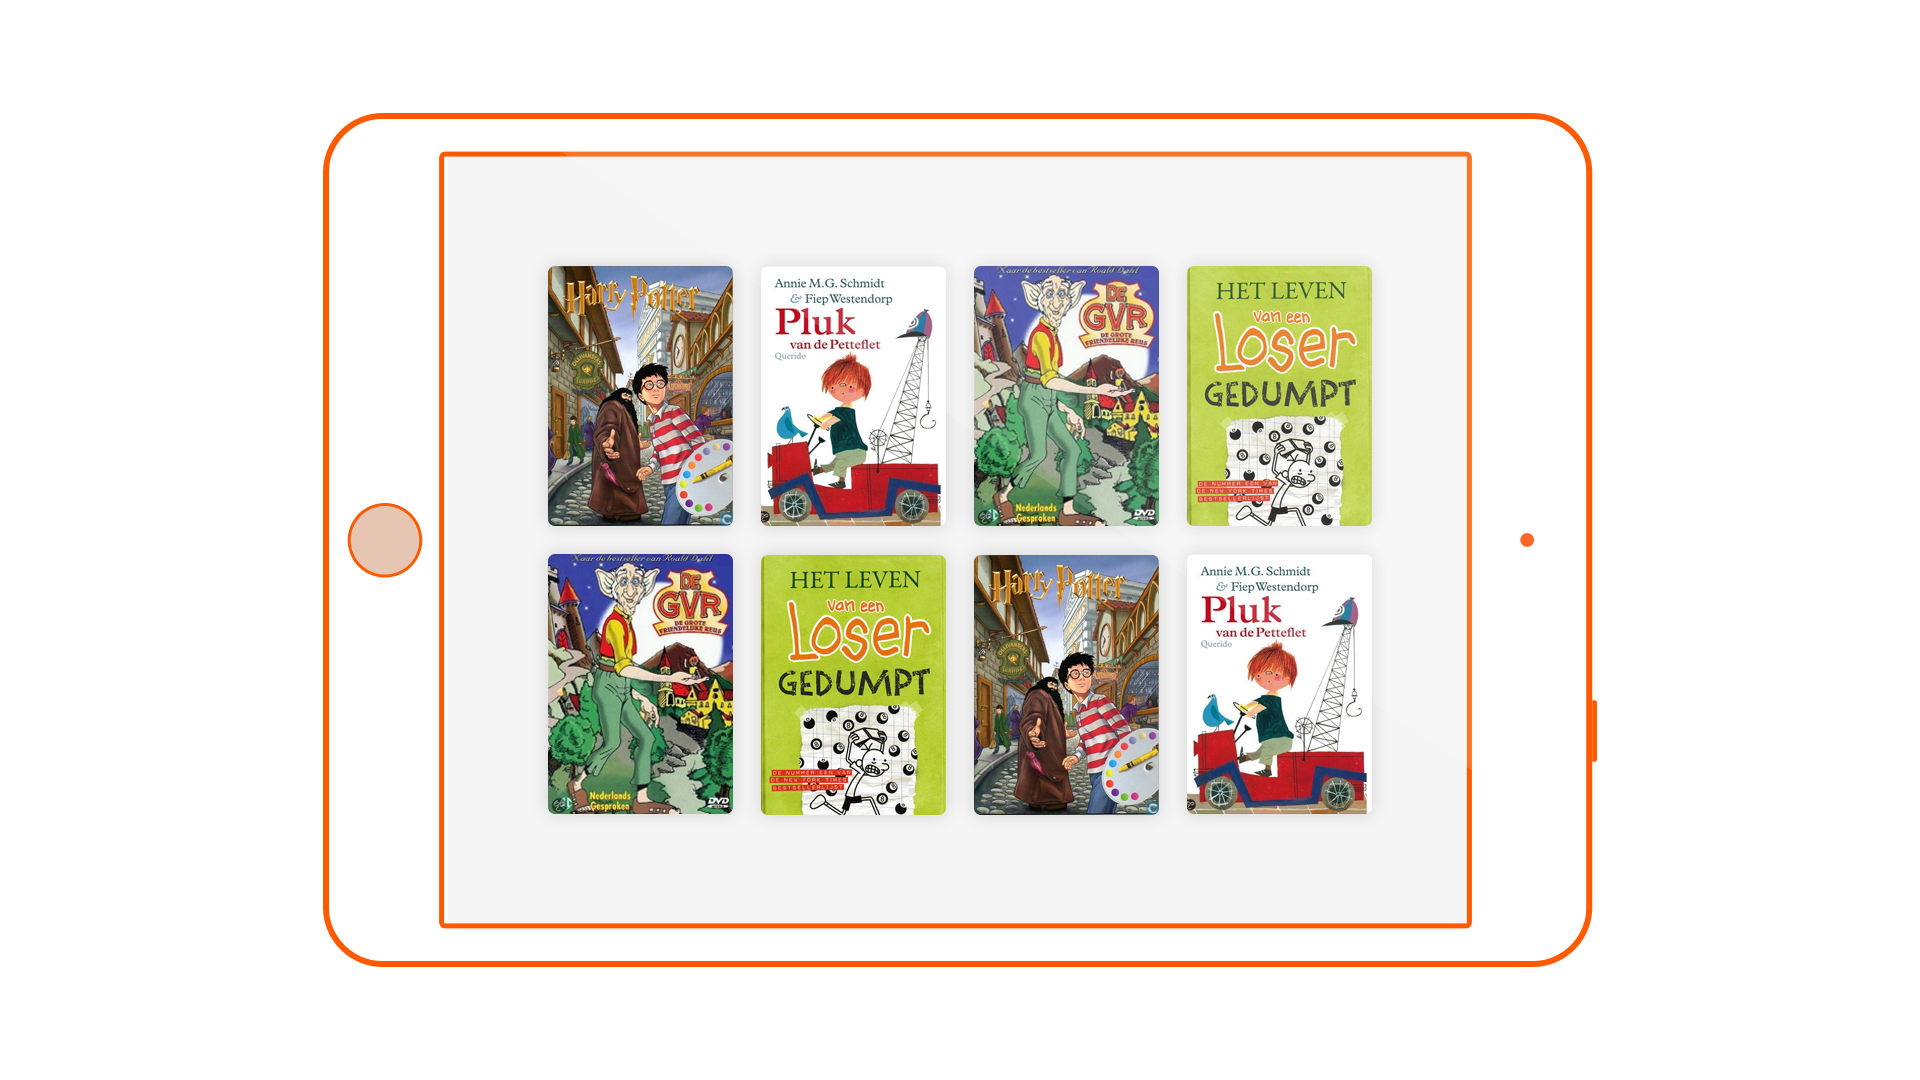 Harry Potter
OLLIVANDERS
Annie M.G. Schmidt
& Fiep Westendorp
Pluk
van de Petteflet
Querido
Naar de bestseller van Roald Dahl
DE
GVR
DE GROTE
VRIENDELIJKE REUS
Nederlands
Gesproken
DVD
HET LEVEN
van een
Loser
GEDUMPT
DE NUMMER EEN VAN
DE NEW YORK TIMES
BESTSELLERLIJST
Naar de bestseller van Roald Dahl
DE
GVR
DE GROTE
VRIENDELIJKE REUS
Nederlands
Gesproken
DVD
HET LEVEN
van een
Loser
GEDUMPT
DE NUMMER EEN VAN
DE NEW YORK TIMES
BESTSELLERLIJST
Harry Potter
OLLIVANDERS
Annie M.G. Schmidt
& Fiep Westendorp
Pluk
van de Petteflet
Querido